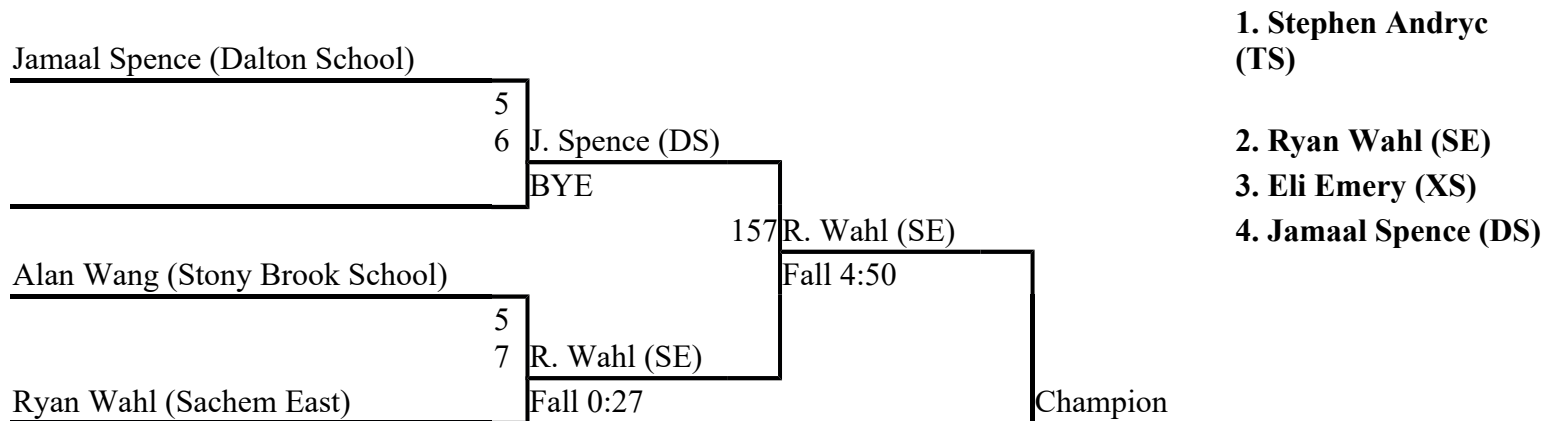 1. Stephen Andryc
(TS)
Jamaal Spence (Dalton School)
5
6 J. Spence (DS)
2. Ryan Wahl (SE)
BYE
3. Eli Emery (XS)
157 R. Wahl (SE)
4. Jamaal Spence (DS)
Alan Wang (Stony Brook School)
Fall 4:50
5
7 R. Wahl (SE)
Ryan Wahl (Sachem East)
Fall 0:27
Champion